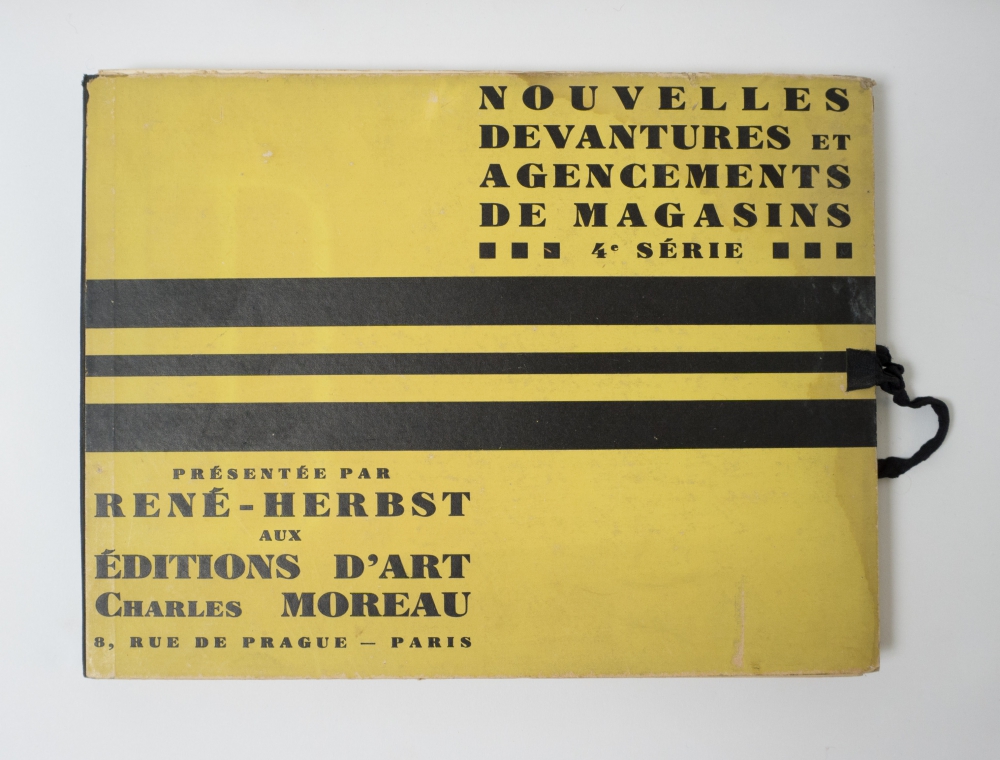 NOUVELLES
DEVANTURES ET
AGENCEMENTS
DE MAGASINS
4e SÉRIE
PRÉSENTÉE PAR
RENÉ-HERBST
AUX
ÉDITIONS D'ART
CHARLES MOREAU
8, RUE DE PRAGUE — PARIS